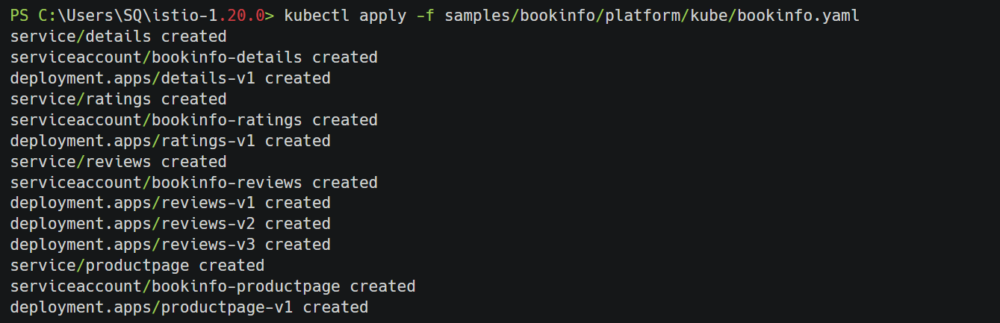 PS C:\Users\SQ\istio-1.20.0> kubectl apply -f samples/bookinfo/platform/kube/bookinfo.yaml
service/details created
serviceaccount/bookinfo-details created
deployment.apps/details-v1 created
service/ratings created
serviceaccount/bookinfo-ratings created
deployment.apps/ratings-v1 created
service/reviews created
serviceaccount/bookinfo-reviews created
deployment.apps/reviews-v1 created
deployment.apps/reviews-v2 created
deployment.apps/reviews-v3 created
service/productpage created
serviceaccount/bookinfo-productpage created
deployment.apps/productpage-v1 created